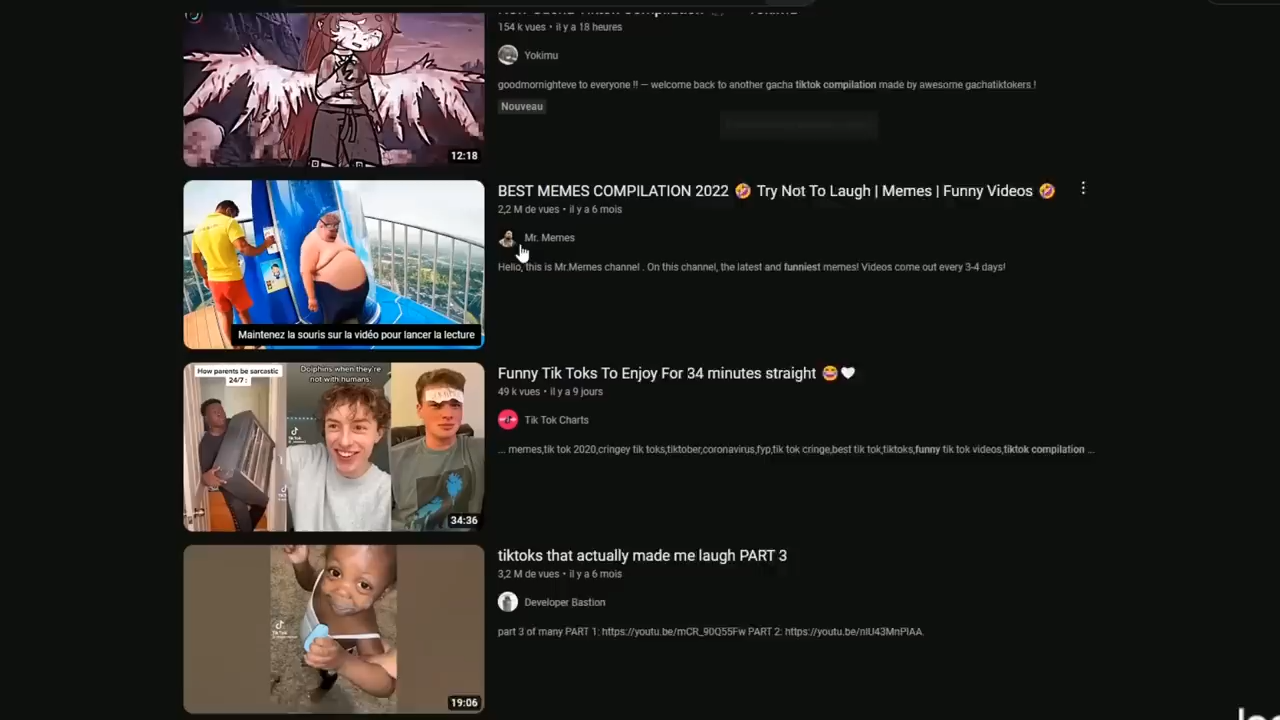 154 k vues • il y a 18 heures
Yokimu
goodmornighteve to everyone !! — welcome back to another gacha tiktok compilation made by awesome gachatiktokers !
Nouveau
12:18
BEST MEMES COMPILATION 2022 🤣 Try Not To Laugh | Memes | Funny Videos 🤣
2,2 M de vues • il y a 6 mois
Mr. Memes
Hello, this is Mr.Memes channel . On this channel, the latest and funniest memes! Videos come out every 3-4 days!
Maintenez la souris sur la vidéo pour lancer la lecture
How parents be sarcastic
24/7 :
Dolphins when they're
not with humans:
Funny Tik Toks To Enjoy For 34 minutes straight 😂🤍
49 k vues • il y a 9 jours
Tik Tok Charts
... memes,tik tok 2020,cringey tik toks,tiktober,coronavirus,fyp,tik tok cringe,best tik tok,tiktoks,funny tik tok videos,tiktok compilation ...
34:36
tiktoks that actually made me laugh PART 3
3,2 M de vues • il y a 6 mois
Developer Bastion
part 3 of many PART 1: https://youtu.be/mCR_90Q55Fw PART 2: https://youtu.be/nIU43MnPIAA.
19:06